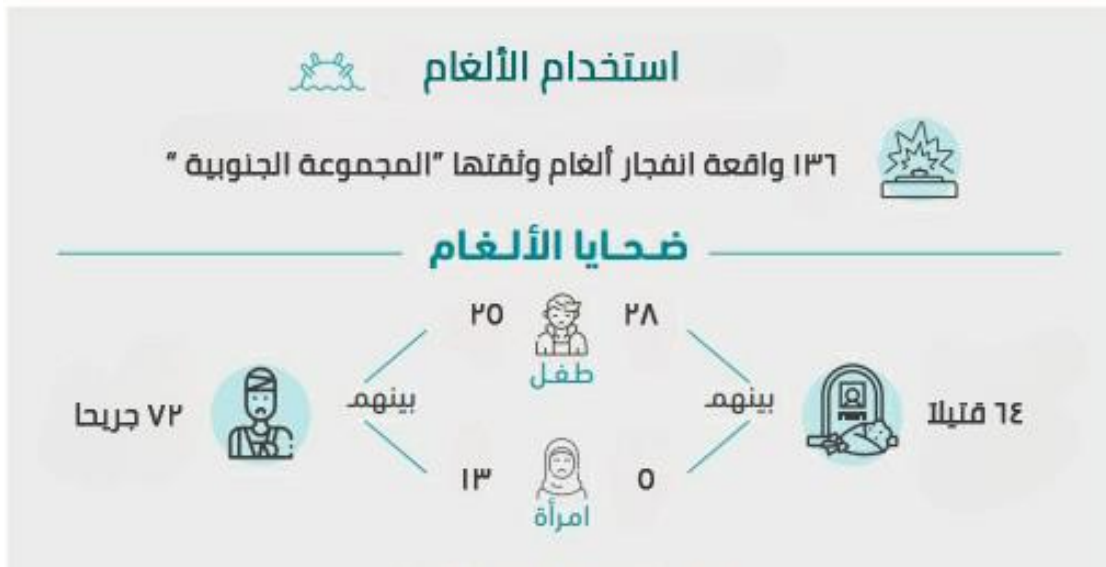 استخدام الألغام
١٣٦ واقعة انفجار ألغام وثقتها "المجموعة الجنوبية "
ضحايا الألغام
٢٨
٢٥
طفل
٦٤ قتيلا
بينهم
بينهم
٧٢ جريحا
٥
١٣
امرأة